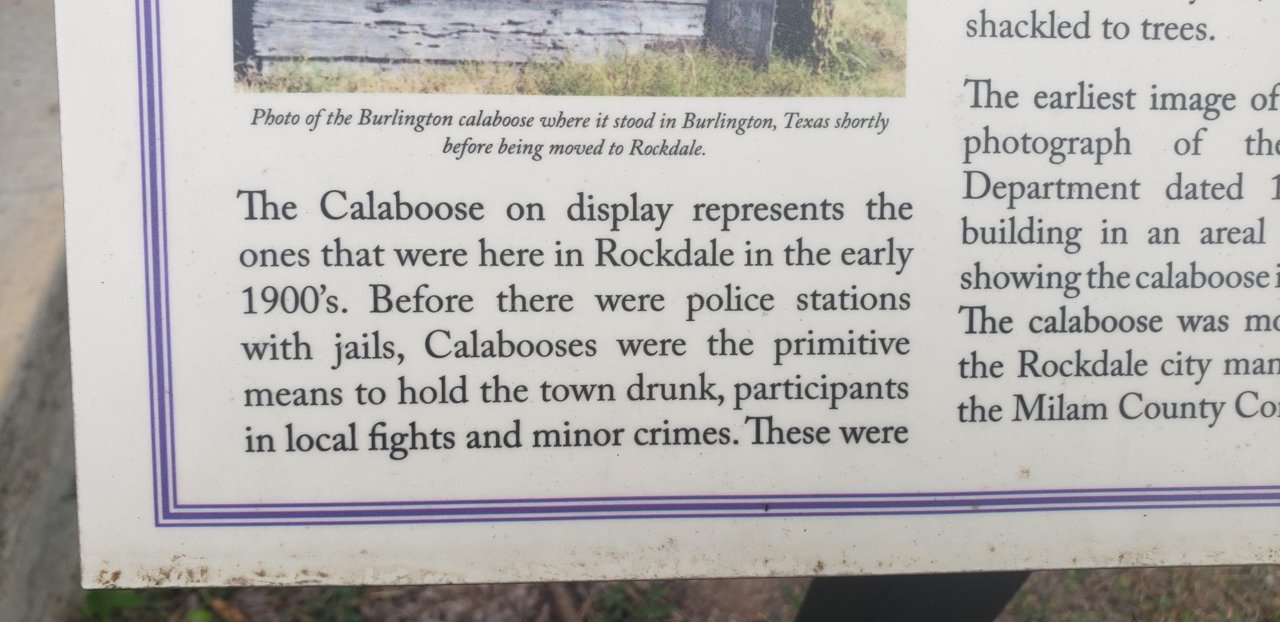 Photo of the Burlington calaboose where it stood in Burlington, Texas shortly
before being moved to Rockdale.
The Calaboose on display represents the
ones that were here in Rockdale in the early
1900's. Before there were police stations
with jails, Calabooses were the primitive
means to hold the town drunk, participants
in local fights and minor crimes. These were
shackled to trees.
The earliest image of
photograph of the
Department dated 1
building in an areal
showing the calaboose
The calaboose was
the Rockdale city
the Milam County